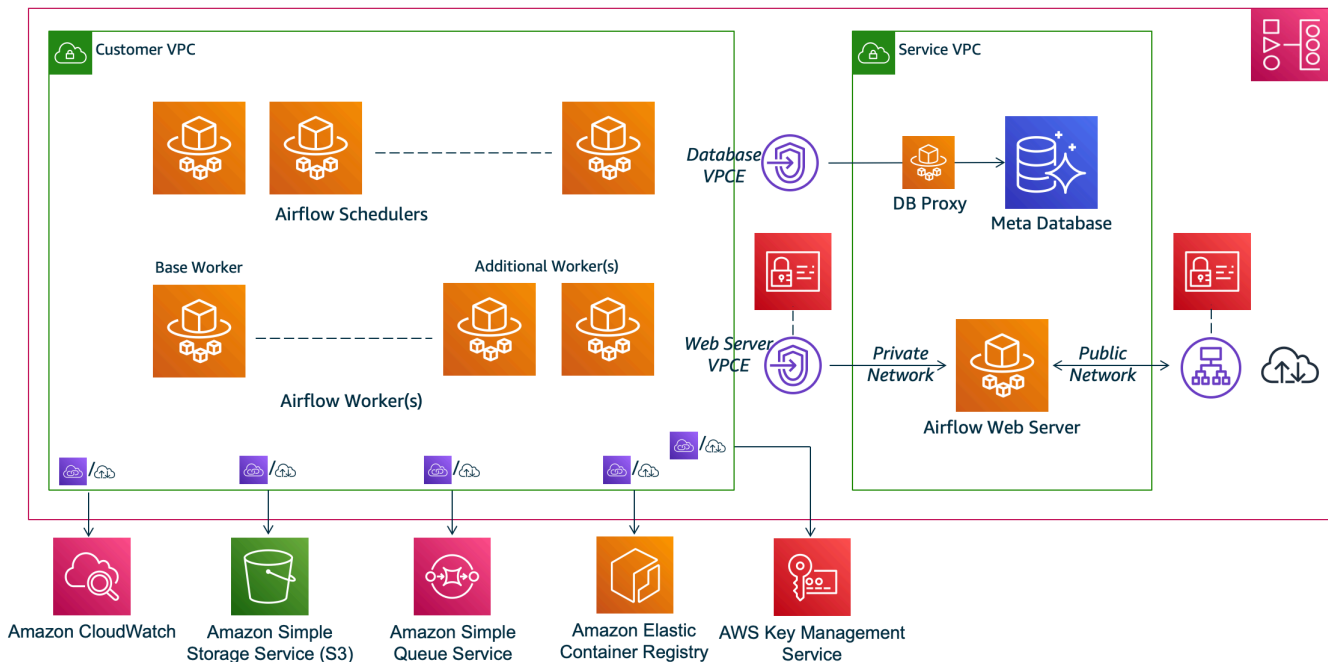 Customer VPC
Service VPC
Airflow Schedulers
Database
VPCE
DB Proxy
Meta Database
Base Worker
Additional Worker(s)
Airflow Worker(s)
Web Server
VPCE
Private
Network
Public
Network
Airflow Web Server
/
/
/
/
/
Amazon CloudWatch
Amazon Simple
Storage Service (S3)
Amazon Simple
Queue Service
Amazon Elastic
Container Registry
AWS Key Management
Service